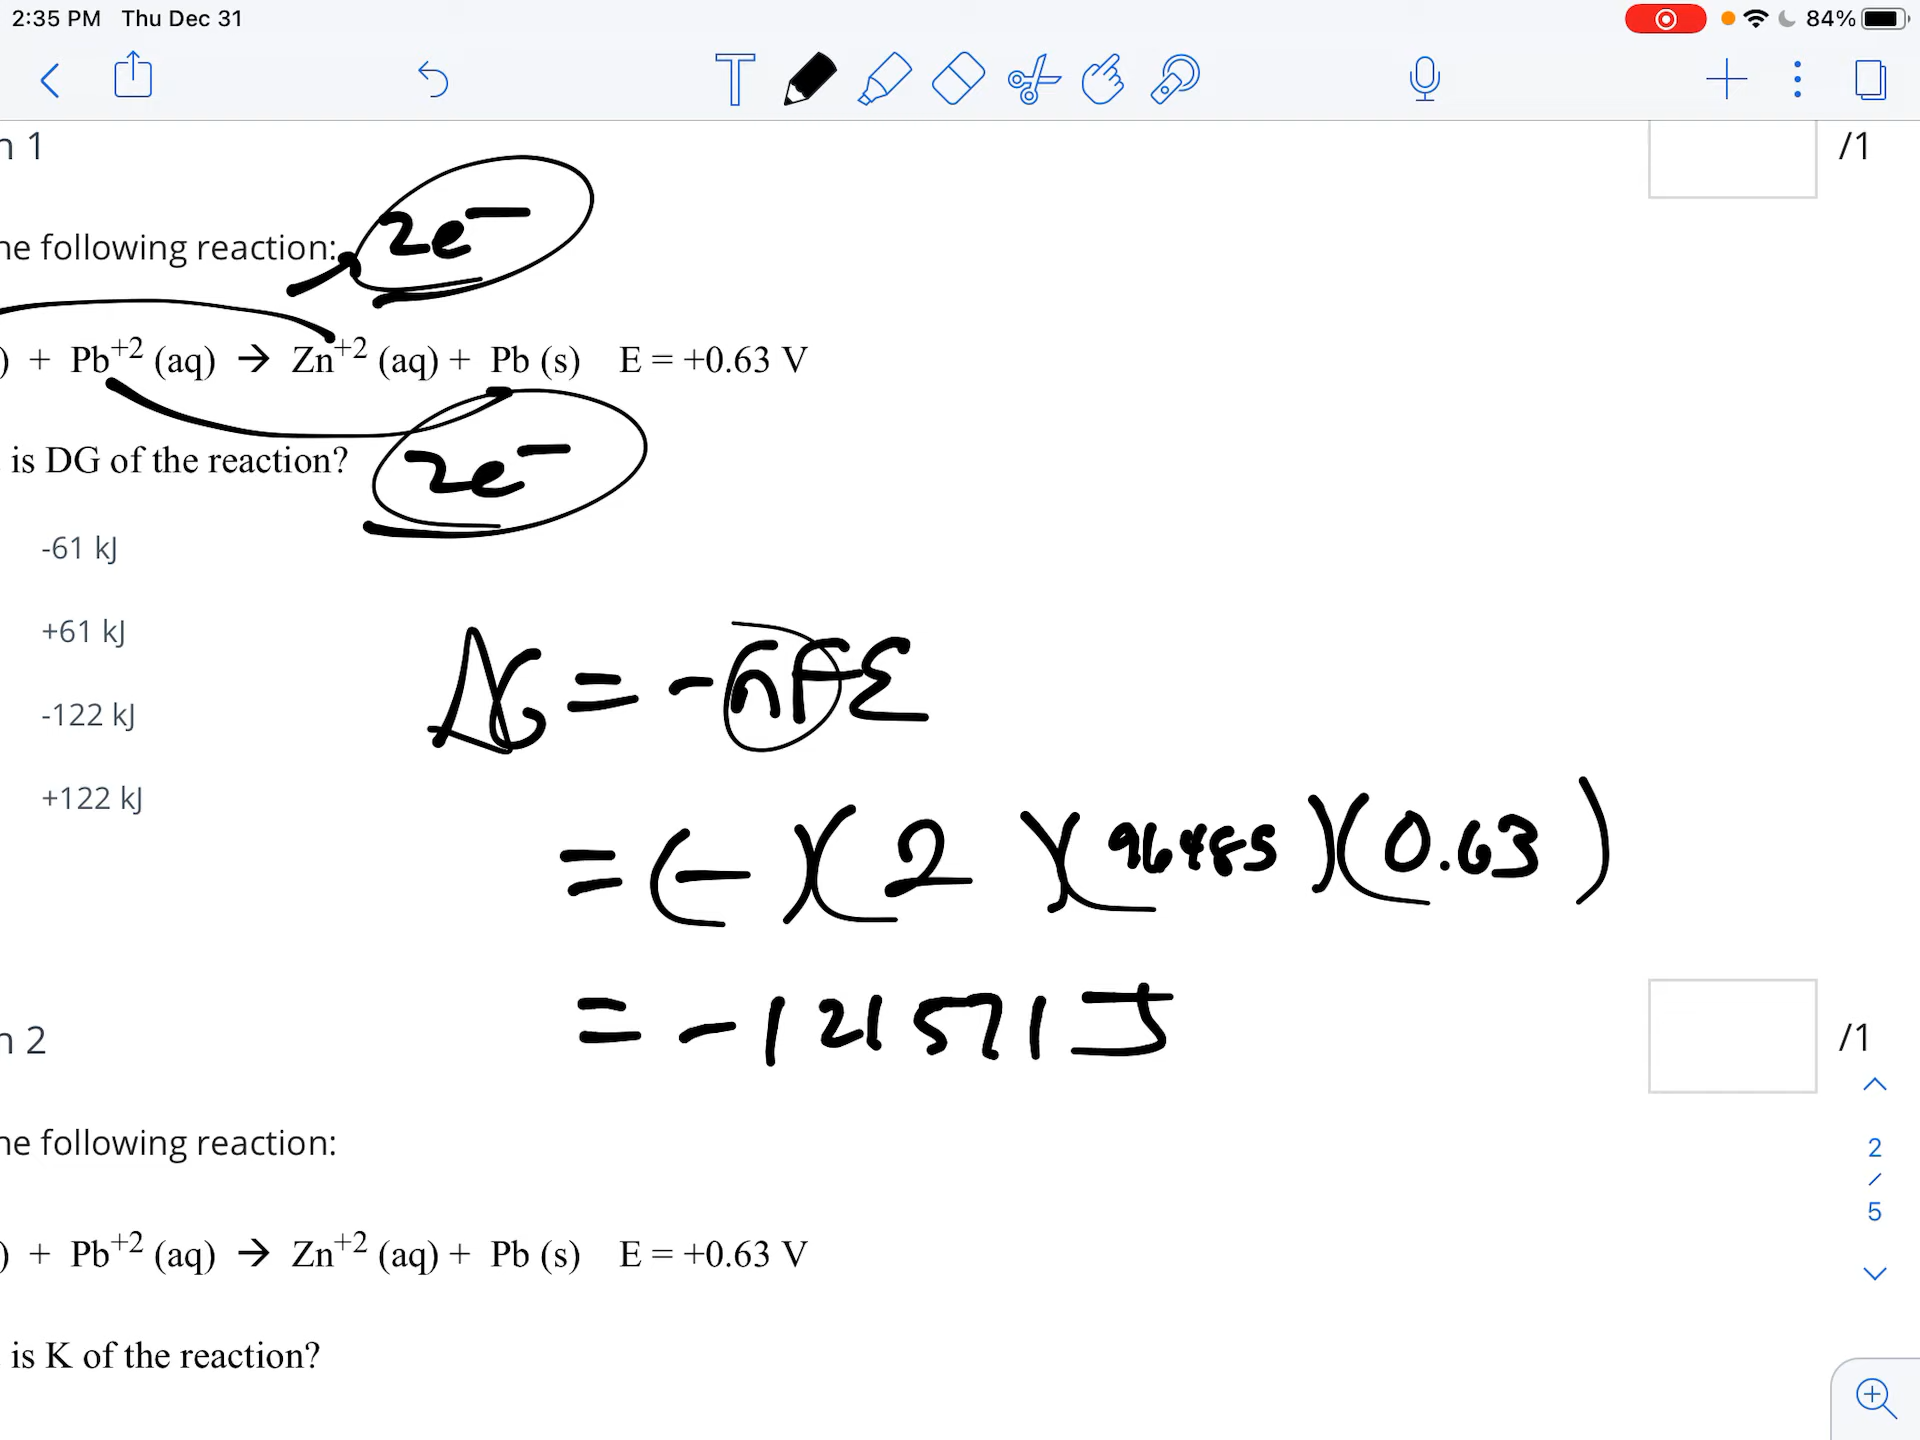 2:35 PM Thu Dec 31
84%
T
n 1
/1
2e⁻
ne following reaction:
) + Pb⁺² (aq) → Zn⁺² (aq) + Pb (s) E = +0.63 V
is DG of the reaction?
2e⁻
-61 kJ
+61 kJ
-122 kJ
+122 kJ
ΔG = -nFE
= (-)(2)(96485)(0.63)
= -121571 J
n 2
/1
ne following reaction:
2
/
5
) + Pb⁺² (aq) → Zn⁺² (aq) + Pb (s) E = +0.63 V
is K of the reaction?